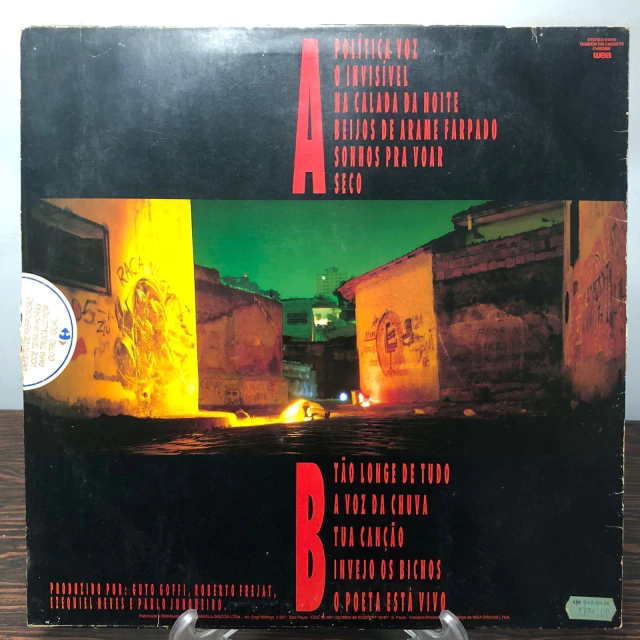 A
POLÍTICA VOZ
O INVISÍVEL
NA CALADA DA NOITE
BEIJOS DE ARAME FARPADO
SONHOS PRA VOAR
SECO
wea
B
TÃO LONGE DE TUDO
A VOZ DA CHUVA
TUA CANÇÃO
INVEJO OS BICHOS
O POETA ESTÁ VIVO
PRODUZIDO POR: GUTO GOFFI, ROBERTO FREJAT,
EZEQUIEL NEVES E PAULO JUNQUEIRO.